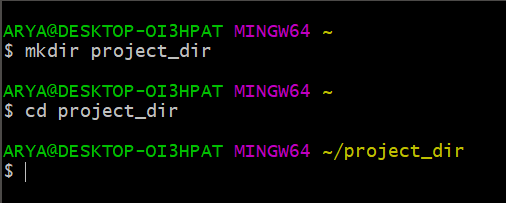 ARYA@DESKTOP-OI3HPAT MINGW64 ~
$ mkdir project_dir
ARYA@DESKTOP-OI3HPAT MINGW64 ~
$ cd project_dir
ARYA@DESKTOP-OI3HPAT MINGW64 ~/project_dir
$